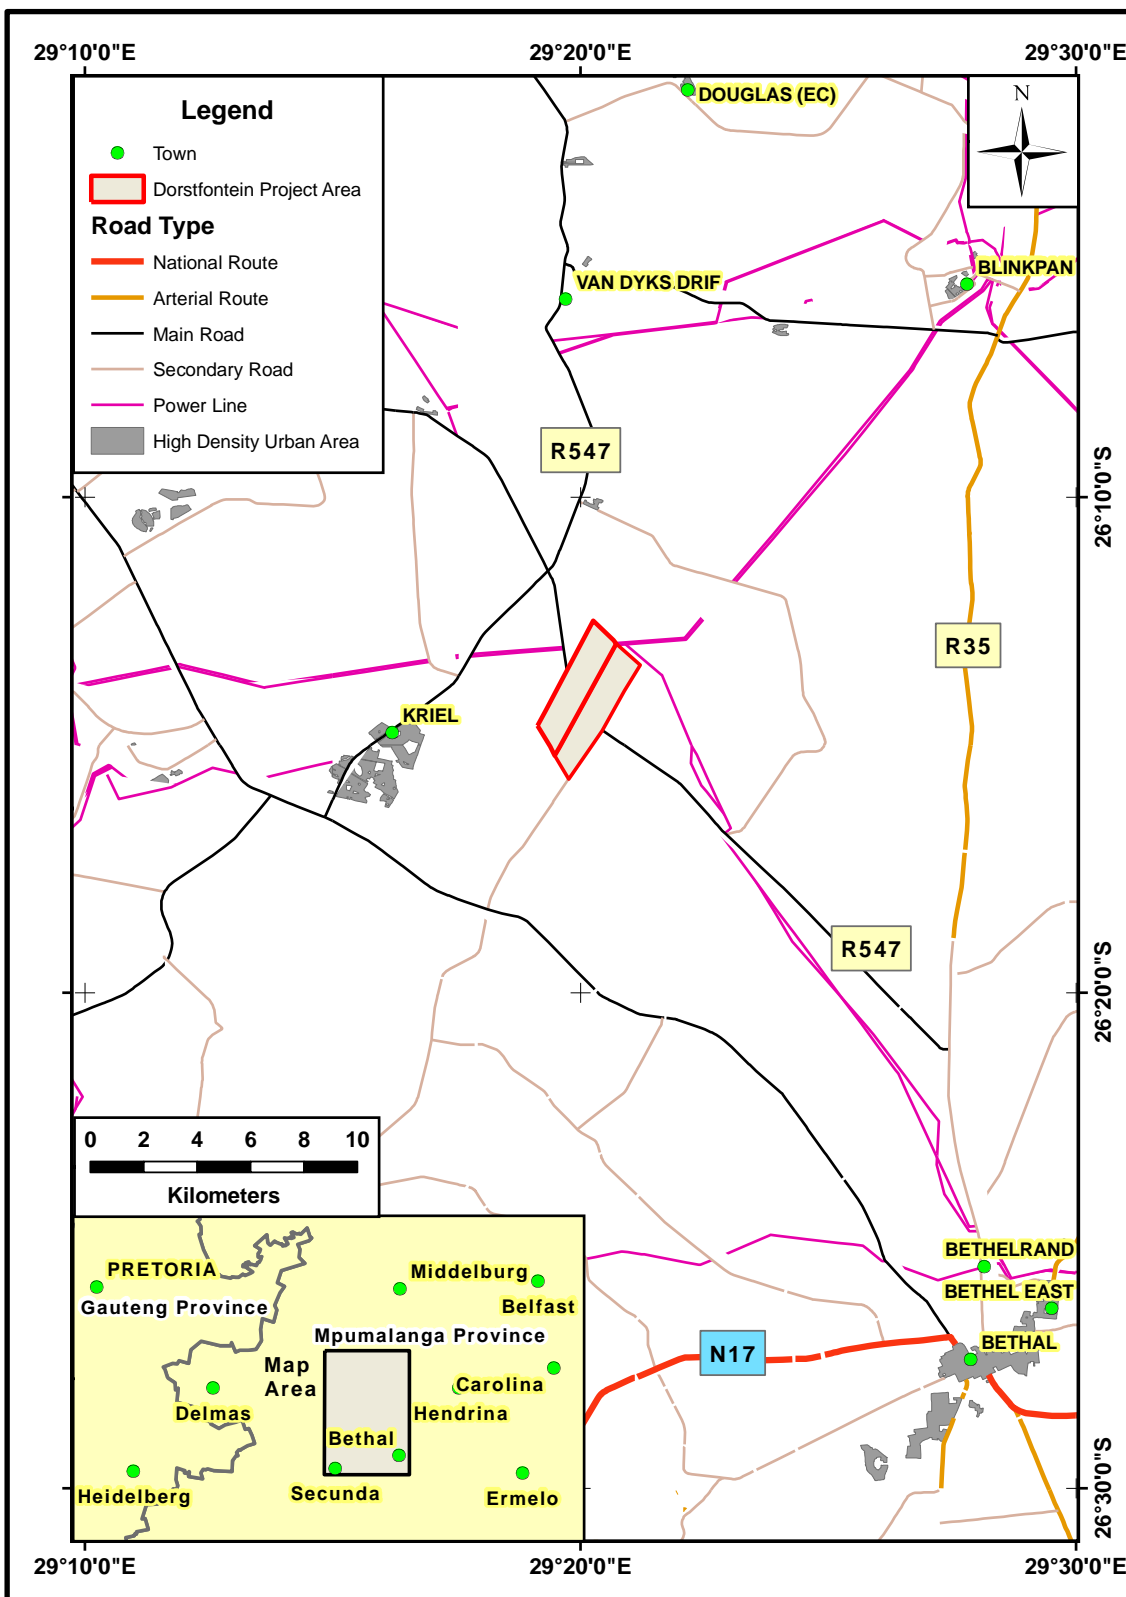 29°10'0"E
29°20'0"E
29°30'0"E
Legend
Town
Dorstfontein Project Area
Road Type
National Route
Arterial Route
Main Road
Secondary Road
Power Line
High Density Urban Area
N
DOUGLAS (EC)
VAN DYKS.DRIF
BLINKPAN
R547
26°10'0"S
R35
KRIEL
R547
26°20'0"S
0 2 4 6 8 10
Kilometers
BETHELRAND
BETHEL EAST
BETHAL
N17
PRETORIA
Gauteng Province
Middelburg
Belfast
Mpumalanga Province
Map
Area
Carolina
Delmas
Hendrina
Bethal
Secunda
Heidelberg
Ermelo
26°30'0"S
29°10'0"E
29°20'0"E
29°30'0"E